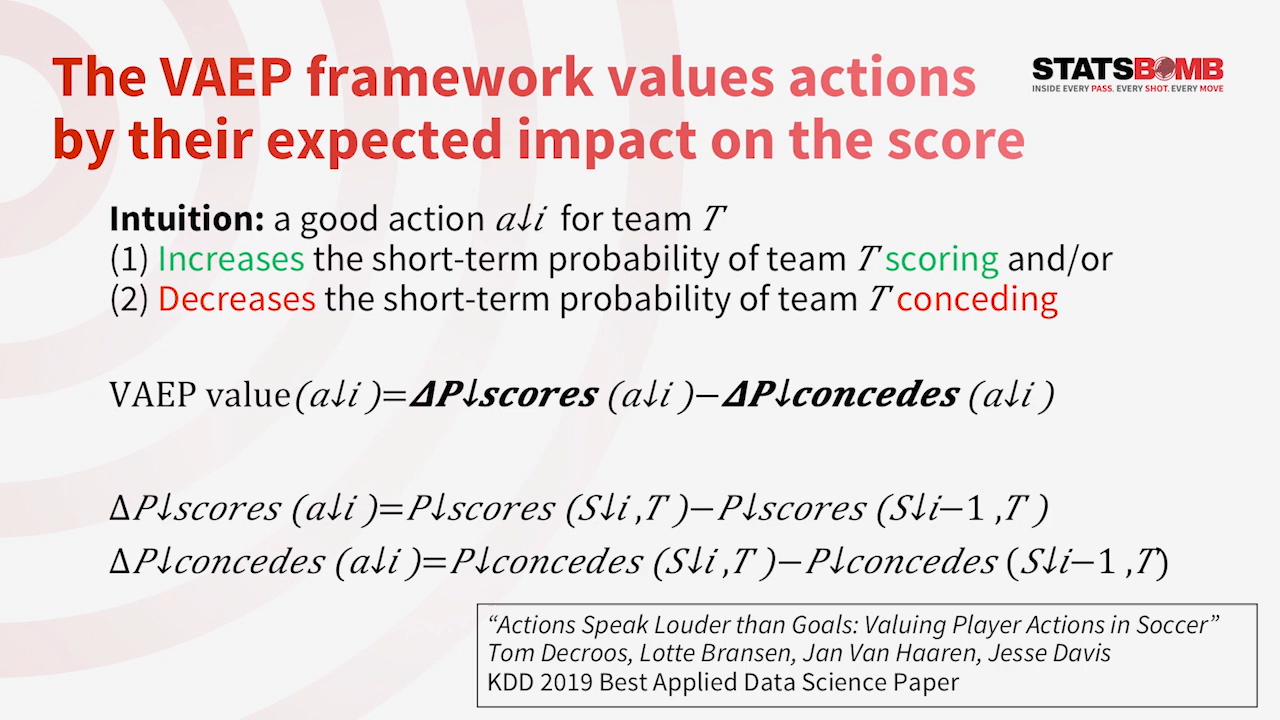 The VAEP framework values actions
by their expected impact on the score
STATSBOMB
INSIDE EVERY PASS. EVERY SHOT. EVERY MOVE
Intuition: a good action a↓i for team T
(1) Increases the short-term probability of team T scoring and/or
(2) Decreases the short-term probability of team T conceding
VAEP value(a↓i )=ΔP↓scores (a↓i )−ΔP↓concedes (a↓i )
ΔP↓scores (a↓i )=P↓scores (S↓i ,T )−P↓scores (S↓i−1 ,T )
ΔP↓concedes (a↓i )=P↓concedes (S↓i ,T )−P↓concedes (S↓i−1 ,T)
“Actions Speak Louder than Goals: Valuing Player Actions in Soccer”
Tom Decroos, Lotte Bransen, Jan Van Haaren, Jesse Davis
KDD 2019 Best Applied Data Science Paper